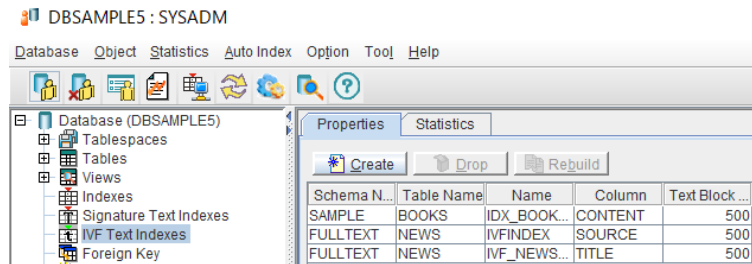 DBSAMPLE5 : SYSADM
Database Object Statistics Auto Index Option Tool Help
Database (DBSAMPLE5)
Tablespaces
Tables
Views
Indexes
Signature Text Indexes
IVF Text Indexes
Foreign Key
Properties Statistics
Create Drop Rebuild
Schema N... Table Name Name Column Text Block ...
SAMPLE BOOKS IDX_BOOK... CONTENT 500
FULLTEXT NEWS IVFINDEX SOURCE 500
FULLTEXT NEWS IVF_NEWS... TITLE 500